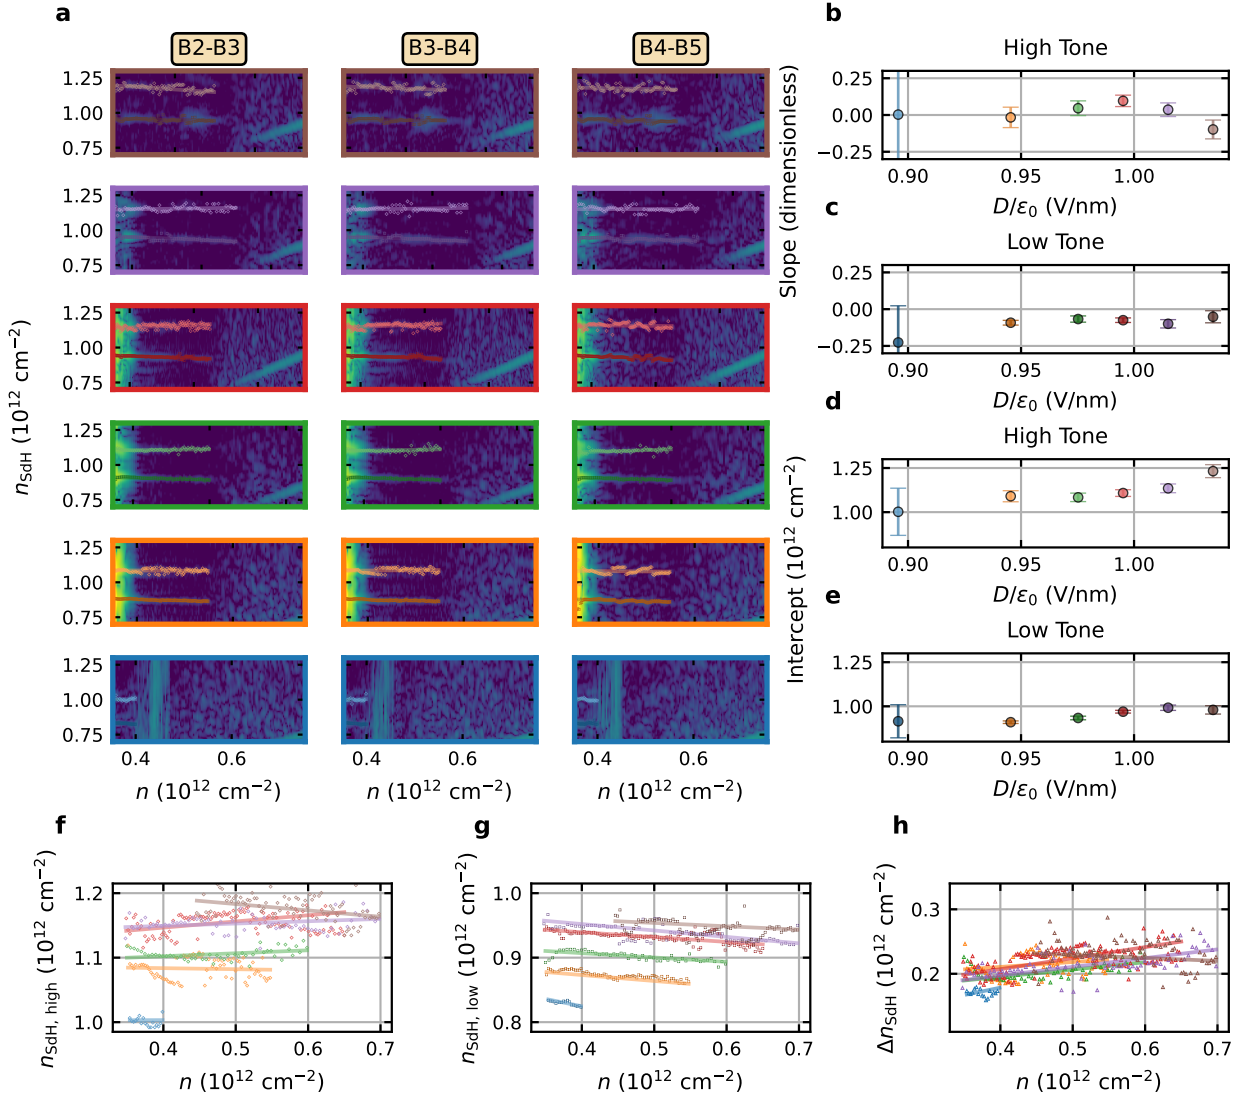 a
B2-B3
B3-B4
B4-B5
1.25
1.00
0.75
1.25
1.00
0.75
1.25
1.00
0.75
1.25
1.00
0.75
1.25
1.00
0.75
1.25
1.00
0.75
n_SdH (10^12 cm^−2)
0.4 0.6
0.4 0.6
0.4 0.6
n (10^12 cm^−2)
n (10^12 cm^−2)
n (10^12 cm^−2)
b
High Tone
0.25
0.00
−0.25
0.90 0.95 1.00
D/ε_0 (V/nm)
Slope (dimensionless)
c
Low Tone
0.25
0.00
−0.25
0.90 0.95 1.00
D/ε_0 (V/nm)
d
High Tone
1.25
1.00
0.90 0.95 1.00
D/ε_0 (V/nm)
Intercept (10^12 cm^−2)
e
Low Tone
1.25
1.00
0.90 0.95 1.00
D/ε_0 (V/nm)
f
n_SdH, high (10^12 cm^−2)
1.2
1.1
1.0
0.4 0.5 0.6 0.7
n (10^12 cm^−2)
g
n_SdH, low (10^12 cm^−2)
1.0
0.9
0.8
0.4 0.5 0.6 0.7
n (10^12 cm^−2)
h
Δn_SdH (10^12 cm^−2)
0.3
0.2
0.4 0.5 0.6 0.7
n (10^12 cm^−2)